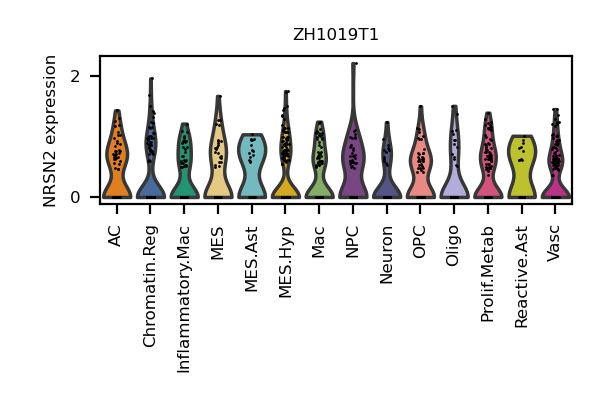 ZH1019T1
NRSN2 expression
2
0
AC
Chromatin.Reg
Inflammatory.Mac
MES
MES.Ast
MES.Hyp
Mac
NPC
Neuron
OPC
Oligo
Prolif.Metab
Reactive.Ast
Vasc